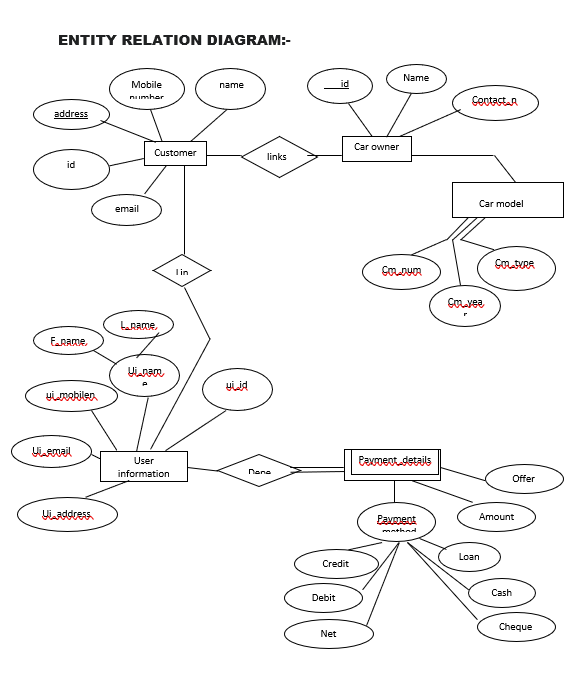 ENTITY RELATION DIAGRAM:-
Mobile
number
name
address
id
email
Customer
links
__id
Name
Contact_n
Car owner
Car model
Cm_num
Cm_type
Cm_yea
r
Lin
L_name
F_name
Ui_nam
e
ui_mobilen
ui_id
Ui_email
User
information
Ui_address
Depe
Payment_details
Offer
Amount
Payment
method
Credit
Loan
Debit
Cash
Net
Cheque